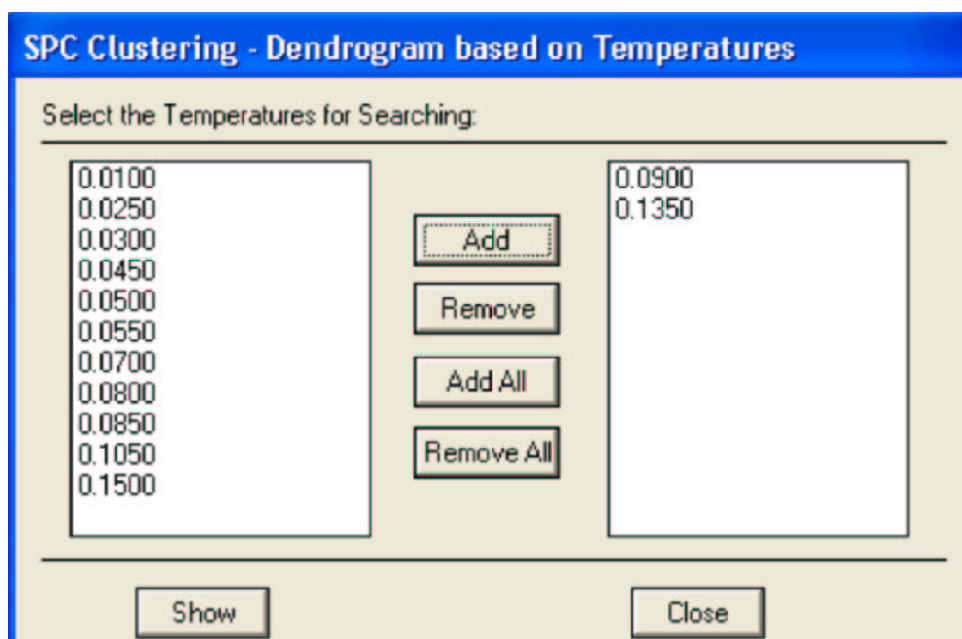 SPC Clustering - Dendrogram based on Temperatures
Select the Temperatures for Searching:
0.0100
0.0250
0.0300
0.0450
0.0500
0.0550
0.0700
0.0800
0.0850
0.1050
0.1500
Add
Remove
Add All
Remove All
0.0900
0.1350
Show
Close